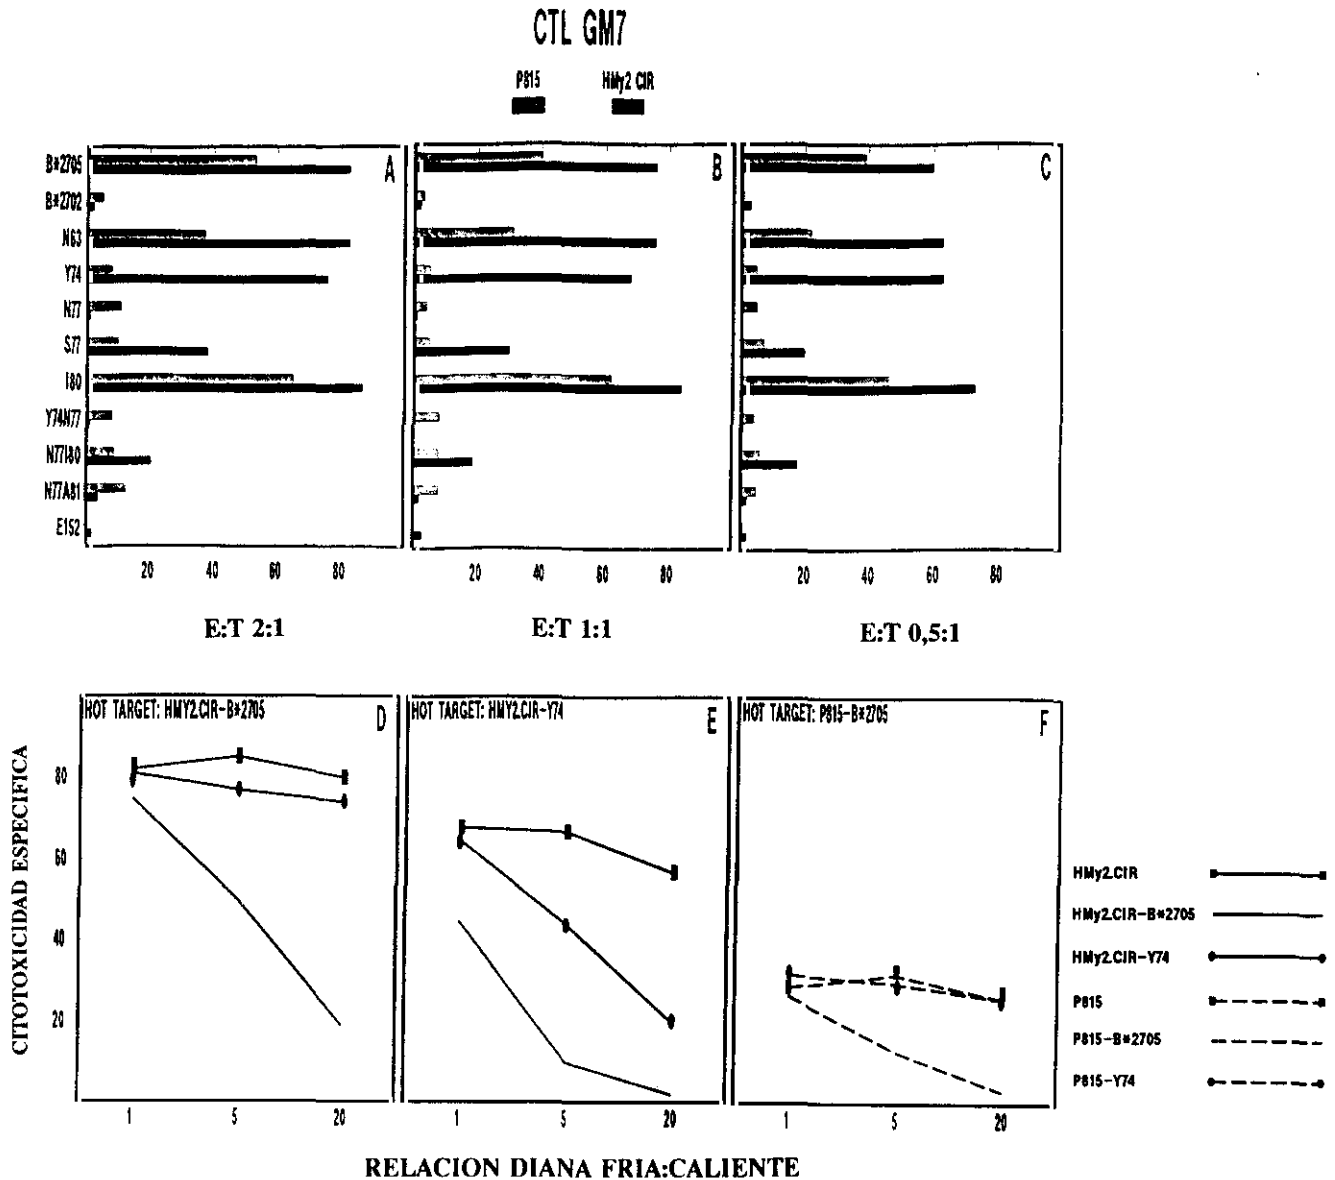 CTL GM7
P815 HMy2 CIR
A B C
B*2705
B*2702
N63
Y74
N77
S77
I80
Y74N77
N77I80
N77A81
E152
20 40 60 80 20 40 60 80 20 40 60 80
E:T 2:1 E:T 1:1 E:T 0,5:1
HOT TARGET: HMY2.CIR-B*2705 D
HOT TARGET: HMY2.CIR-Y74 E
HOT TARGET: P815-B*2705 F
CITOTOXICIDAD ESPECIFICA
80
60
40
20
1 5 20 1 5 20 1 5 20
HMy2.CIR
HMy2.CIR-B*2705
HMy2.CIR-Y74
P815
P815-B*2705
P815-Y74
RELACION DIANA FRIA:CALIENTE